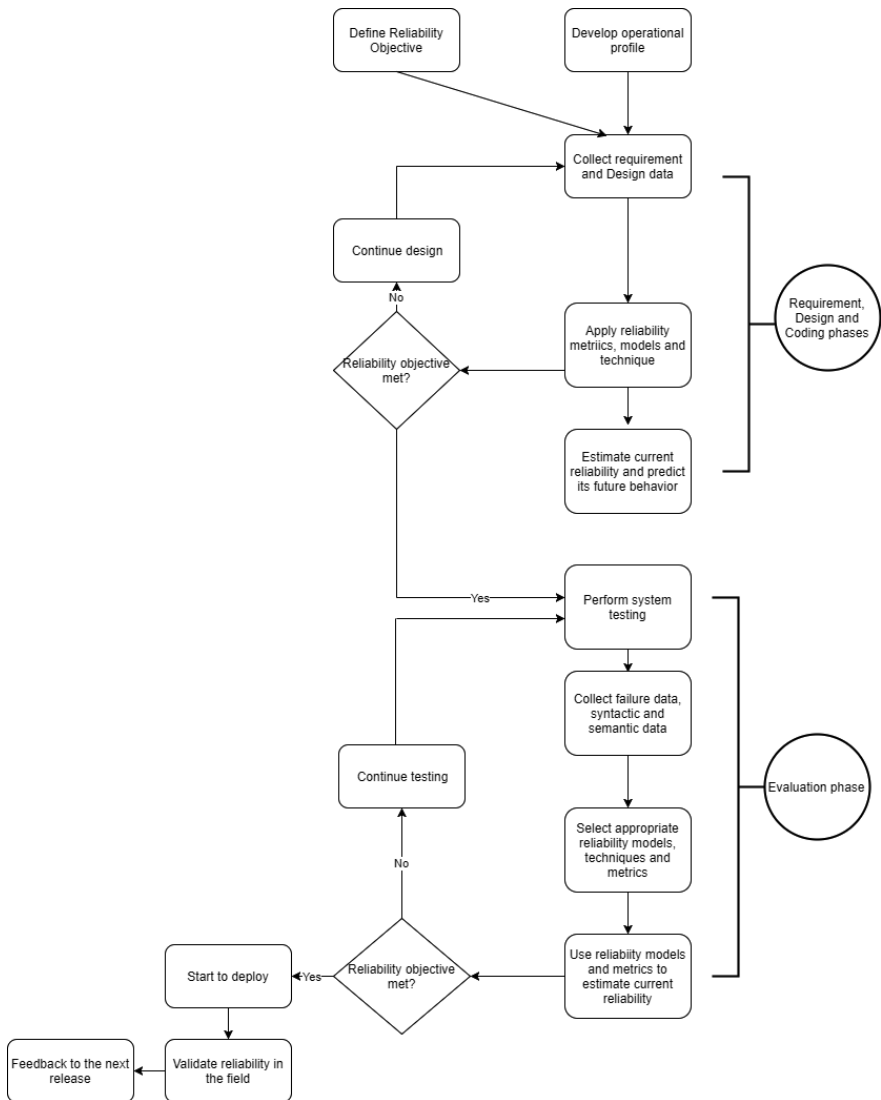 Define Reliability
Objective
Develop operational
profile
Collect requirement
and Design data
Continue design
No
Requirement,
Design and
Coding phases
Apply reliability
metriics, models and
technique
Reliability objective
met?
Estimate current
reliability and predict
its future behavior
Yes
Perform system
testing
Collect failure data,
syntactic and
semantic data
Continue testing
Evaluation phase
Select appropriate
reliability models,
techniques and
metrics
No
Use reliabiity models
and metrics to
estimate current
reliability
Reliability objective
met?
Yes
Start to deploy
Validate reliability in
the field
Feedback to the next
release